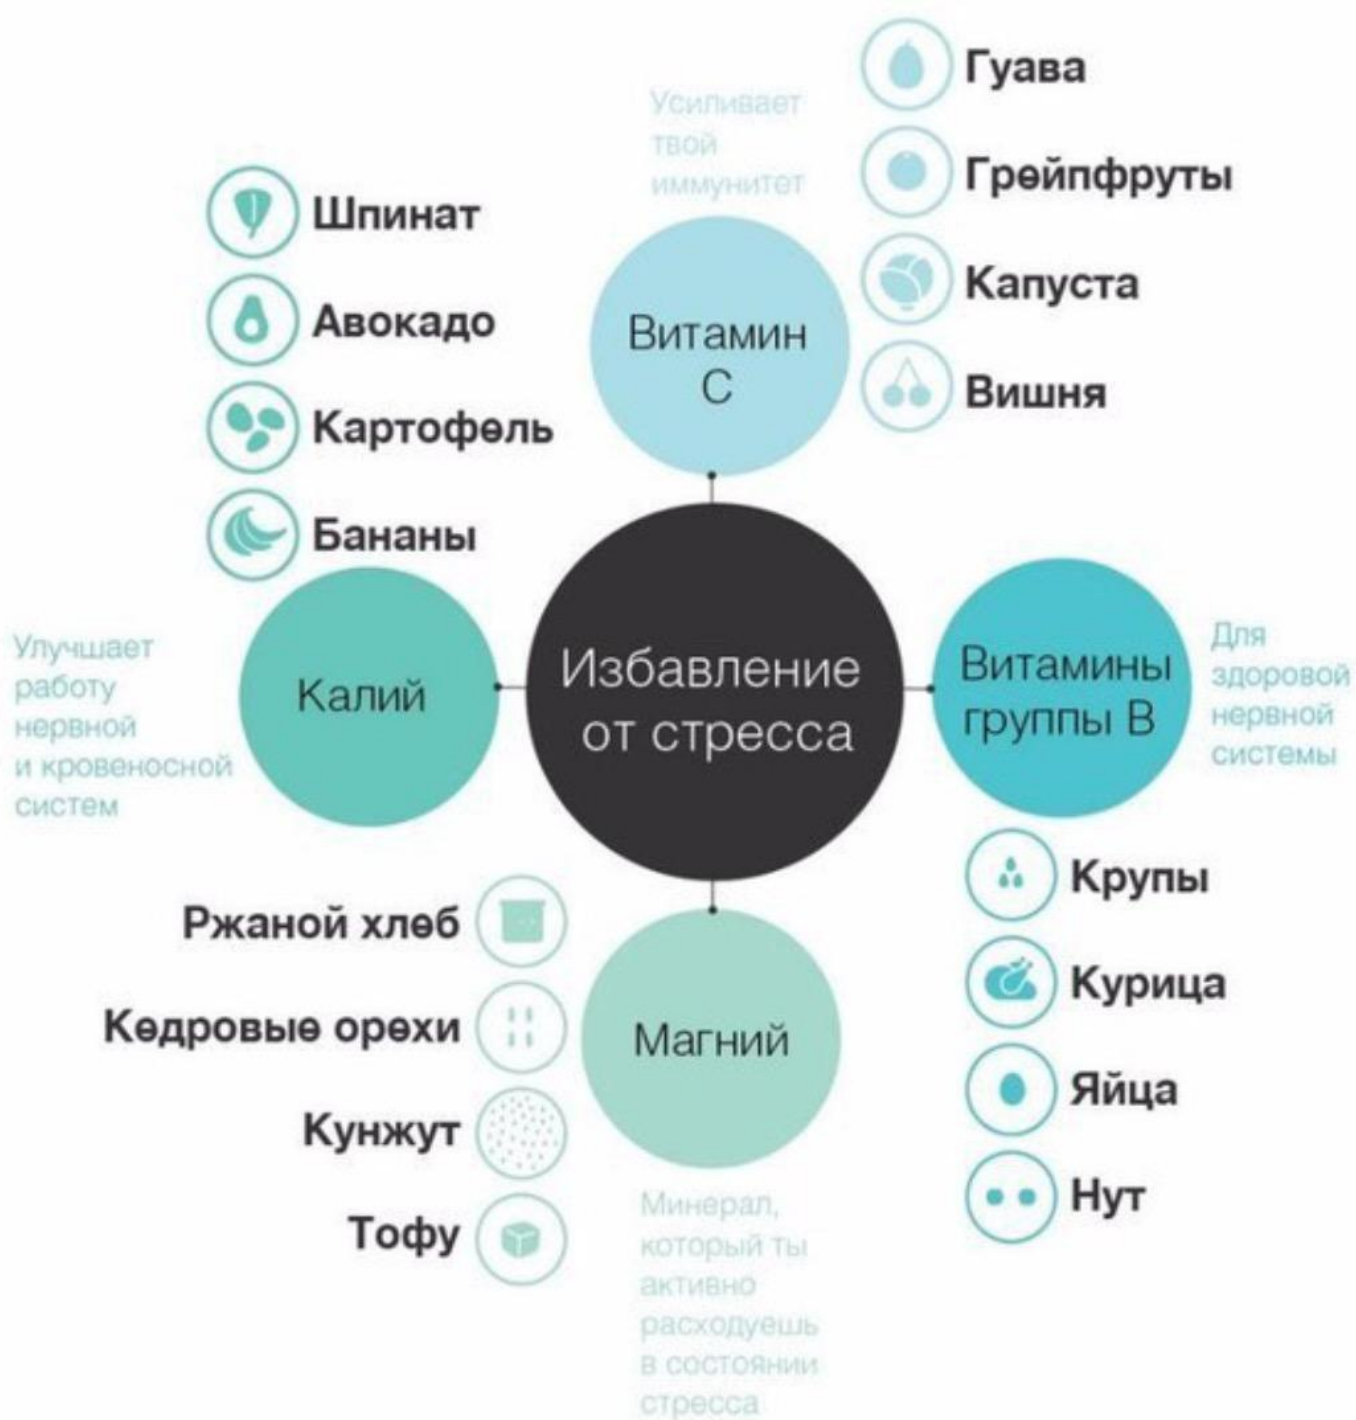 Гуава
Усиливает
твой
иммунитет
Грейпфруты
Шпинат
Капуста
Авокадо
Витамин
С
Вишня
Картофель
Бананы
Улучшает
работу
нервной
и кровеносной
систем
Калий
Избавление
от стресса
Витамины
группы В
Для
здоровой
нервной
системы
Ржаной хлеб
Кедровые орехи
Кунжут
Тофу
Магний
Минерал,
который ты
активно
расходуешь
в состоянии
стресса
Крупы
Курица
Яйца
Нут